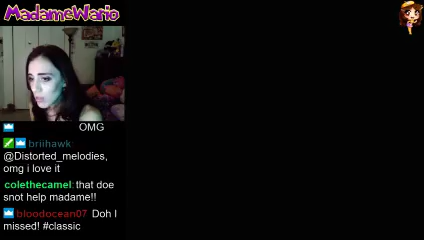 MadameWario
OMG
briihawk:
@Distorted_melodies,
omg i love it
colethecamel: that doe
snot help madame!!
bloodocean07 Doh I
missed! #classic